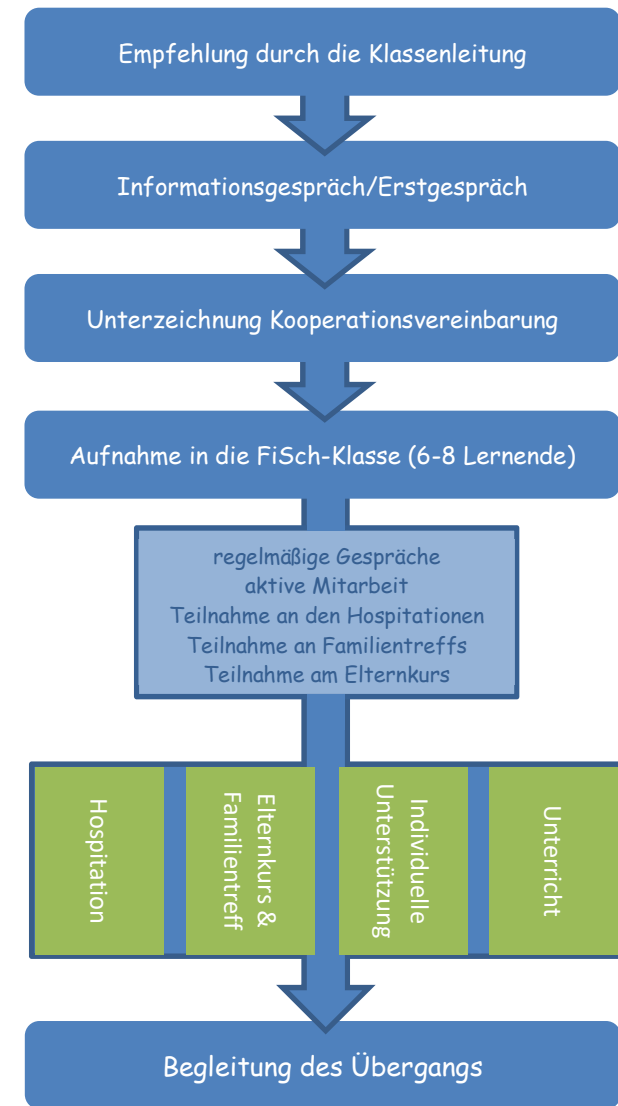 Empfehlung durch die Klassenleitung
Informationsgespräch/Erstgespräch
Unterzeichnung Kooperationsvereinbarung
Aufnahme in die FiSch-Klasse (6-8 Lernende)
regelmäßige Gespräche
aktive Mitarbeit
Teilnahme an den Hospitationen
Teilnahme an Familientreffs
Teilnahme am Elternkurs
Hospitation
Elternkurs &
Familientreff
Individuelle
Unterstützung
Unterricht
Begleitung des Übergangs